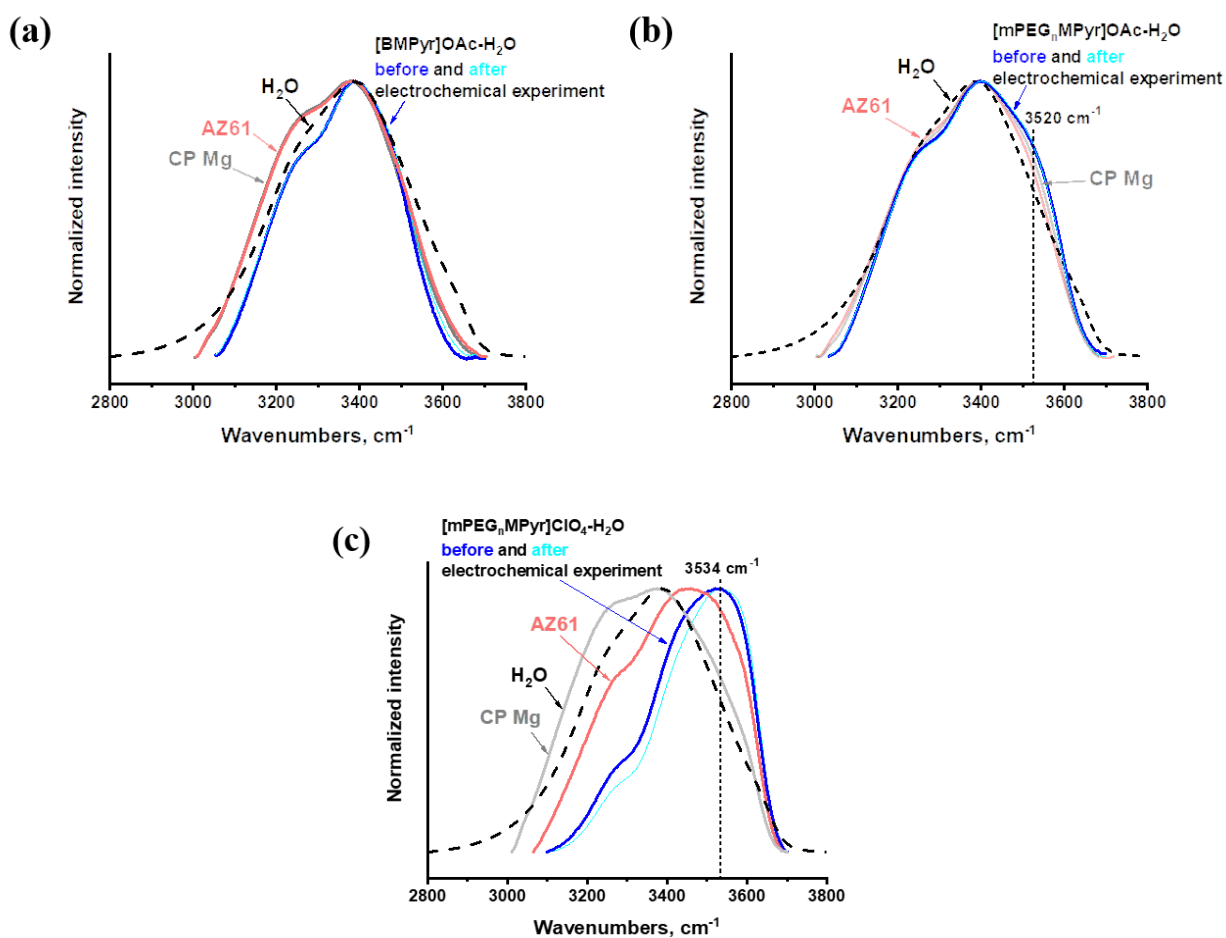 (a)
[BMPyr]OAc-H₂O
before and after
electrochemical experiment
H₂O
AZ61
CP Mg
Normalized intensity
2800 3000 3200 3400 3600 3800
Wavenumbers, cm⁻¹
(b)
[mPEGₙMPyr]OAc-H₂O
before and after
electrochemical experiment
H₂O
3520 cm⁻¹
AZ61
CP Mg
Normalized intensity
2800 3000 3200 3400 3600 3800
Wavenumbers, cm⁻¹
(c)
[mPEGₙMPyr]ClO₄-H₂O
before and after
electrochemical experiment
3534 cm⁻¹
AZ61
H₂O
CP Mg
Normalized intensity
2800 3000 3200 3400 3600 3800
Wavenumbers, cm⁻¹